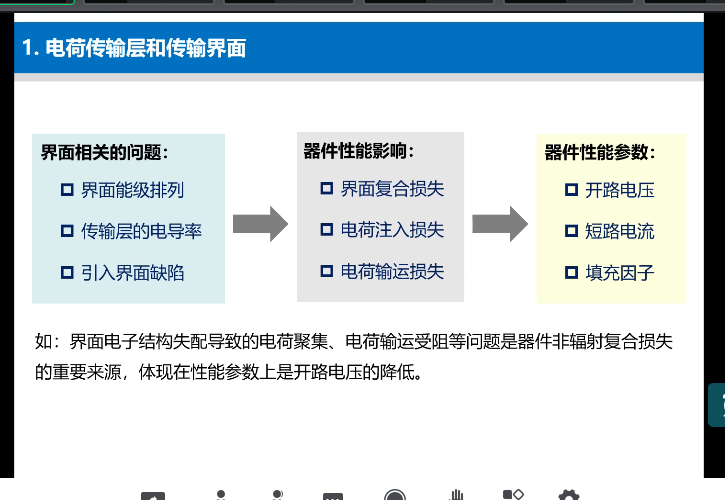 1. 电荷传输层和传输界面
界面相关的问题：
界面能级排列
传输层的电导率
引入界面缺陷
器件性能影响：
界面复合损失
电荷注入损失
电荷输运损失
器件性能参数：
开路电压
短路电流
填充因子
如：界面电子结构失配导致的电荷聚集、电荷输运受阻等问题是器件非辐射复合损失
的重要来源，体现在性能参数上是开路电压的降低。